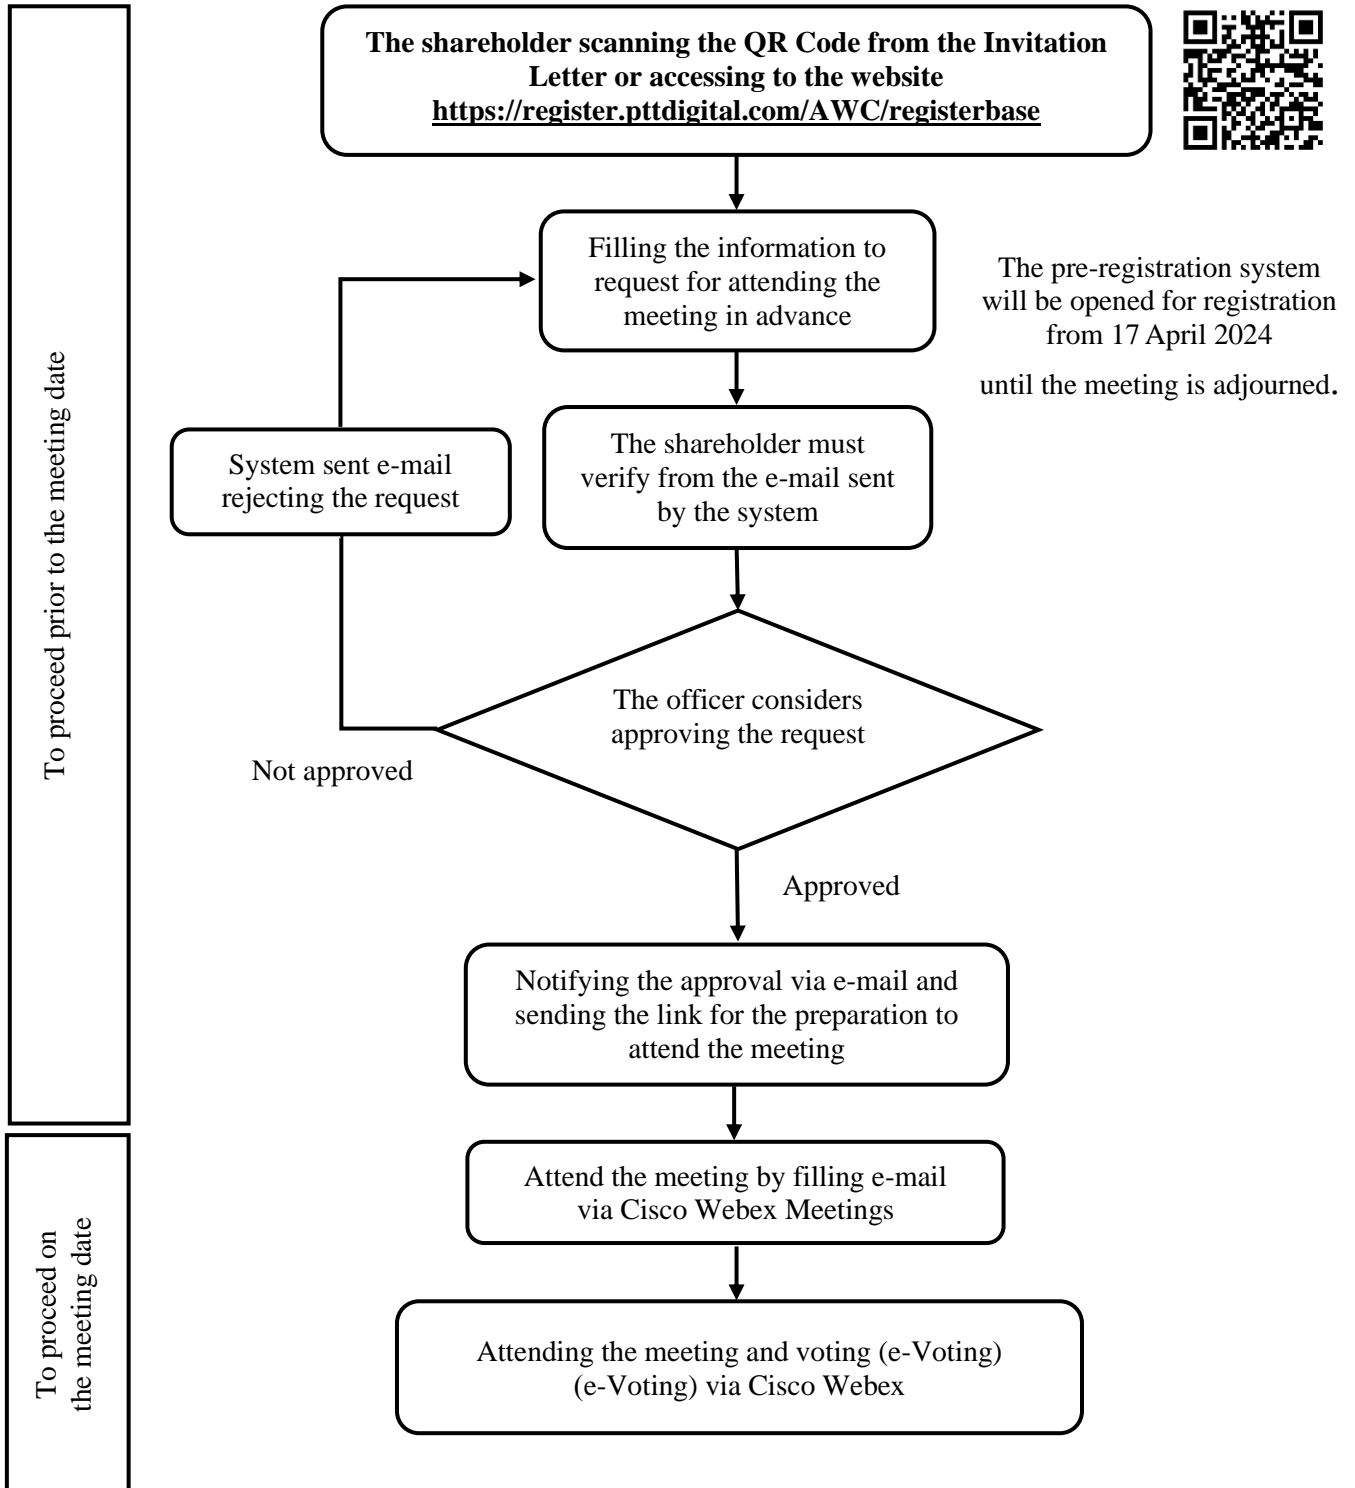 The shareholder scanning the QR Code from the Invitation
Letter or accessing to the website
https://register.pttdigital.com/AWC/registerbase
Filling the information to
request for attending the
meeting in advance
The pre-registration system
will be opened for registration
from 17 April 2024
until the meeting is adjourned.
To proceed prior to the meeting date
System sent e-mail
rejecting the request
The shareholder must
verify from the e-mail sent
by the system
The officer considers
approving the request
Not approved
Approved
Notifying the approval via e-mail and
sending the link for the preparation to
attend the meeting
To proceed on
the meeting date
Attend the meeting by filling e-mail
via Cisco Webex Meetings
Attending the meeting and voting (e-Voting)
(e-Voting) via Cisco Webex